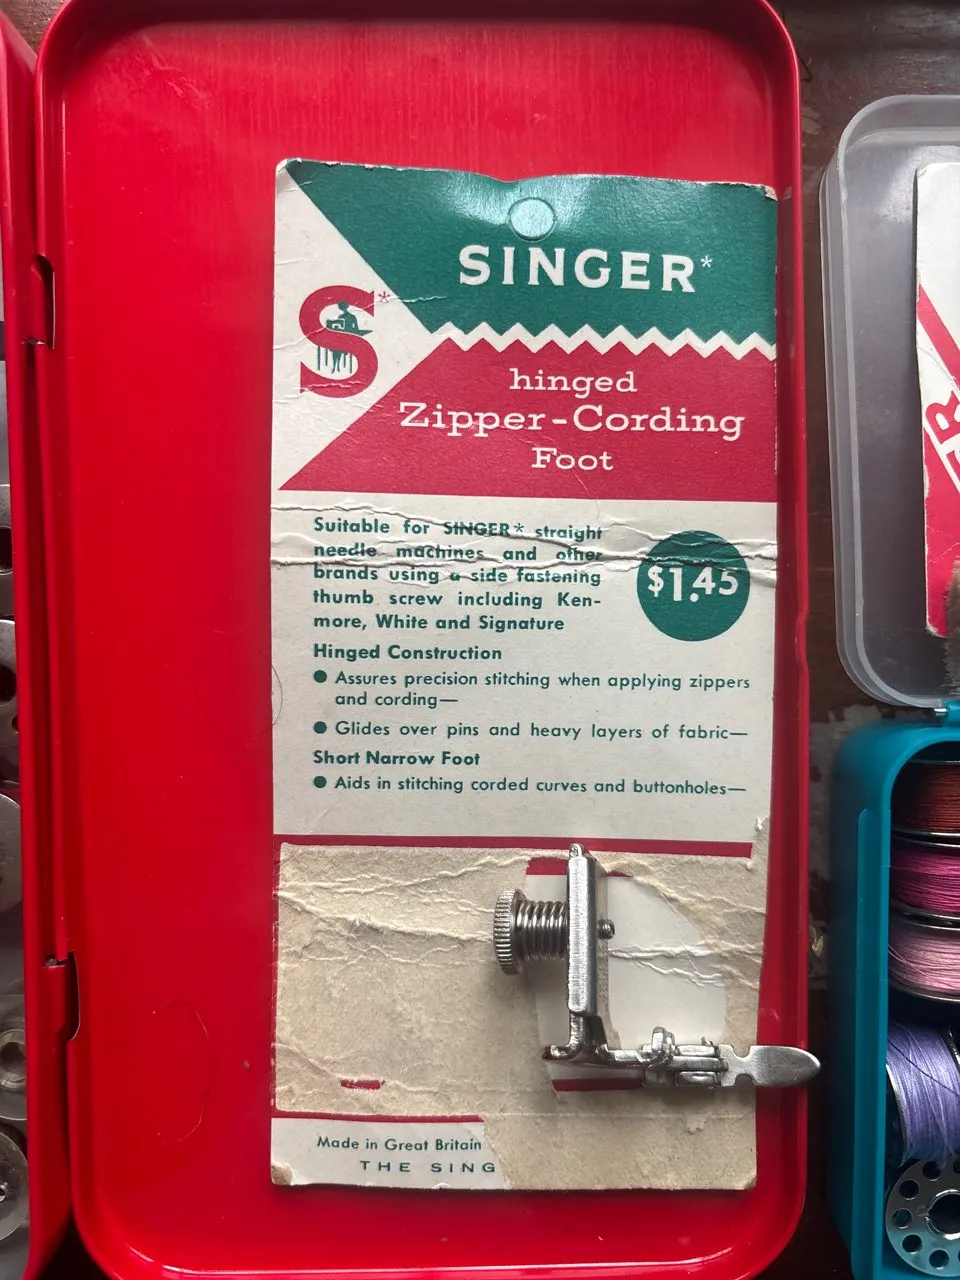 SINGER*
S*
hinged
Zipper-Cording
Foot
Suitable for SINGER* straight
needle machines and other
brands using a side fastening
thumb screw including Ken-
more, White and Signature
$1.45
Hinged Construction
● Assures precision stitching when applying zippers
and cording—
● Glides over pins and heavy layers of fabric—
Short Narrow Foot
● Aids in stitching corded curves and buttonholes—
Made in Great Britain
THE SING